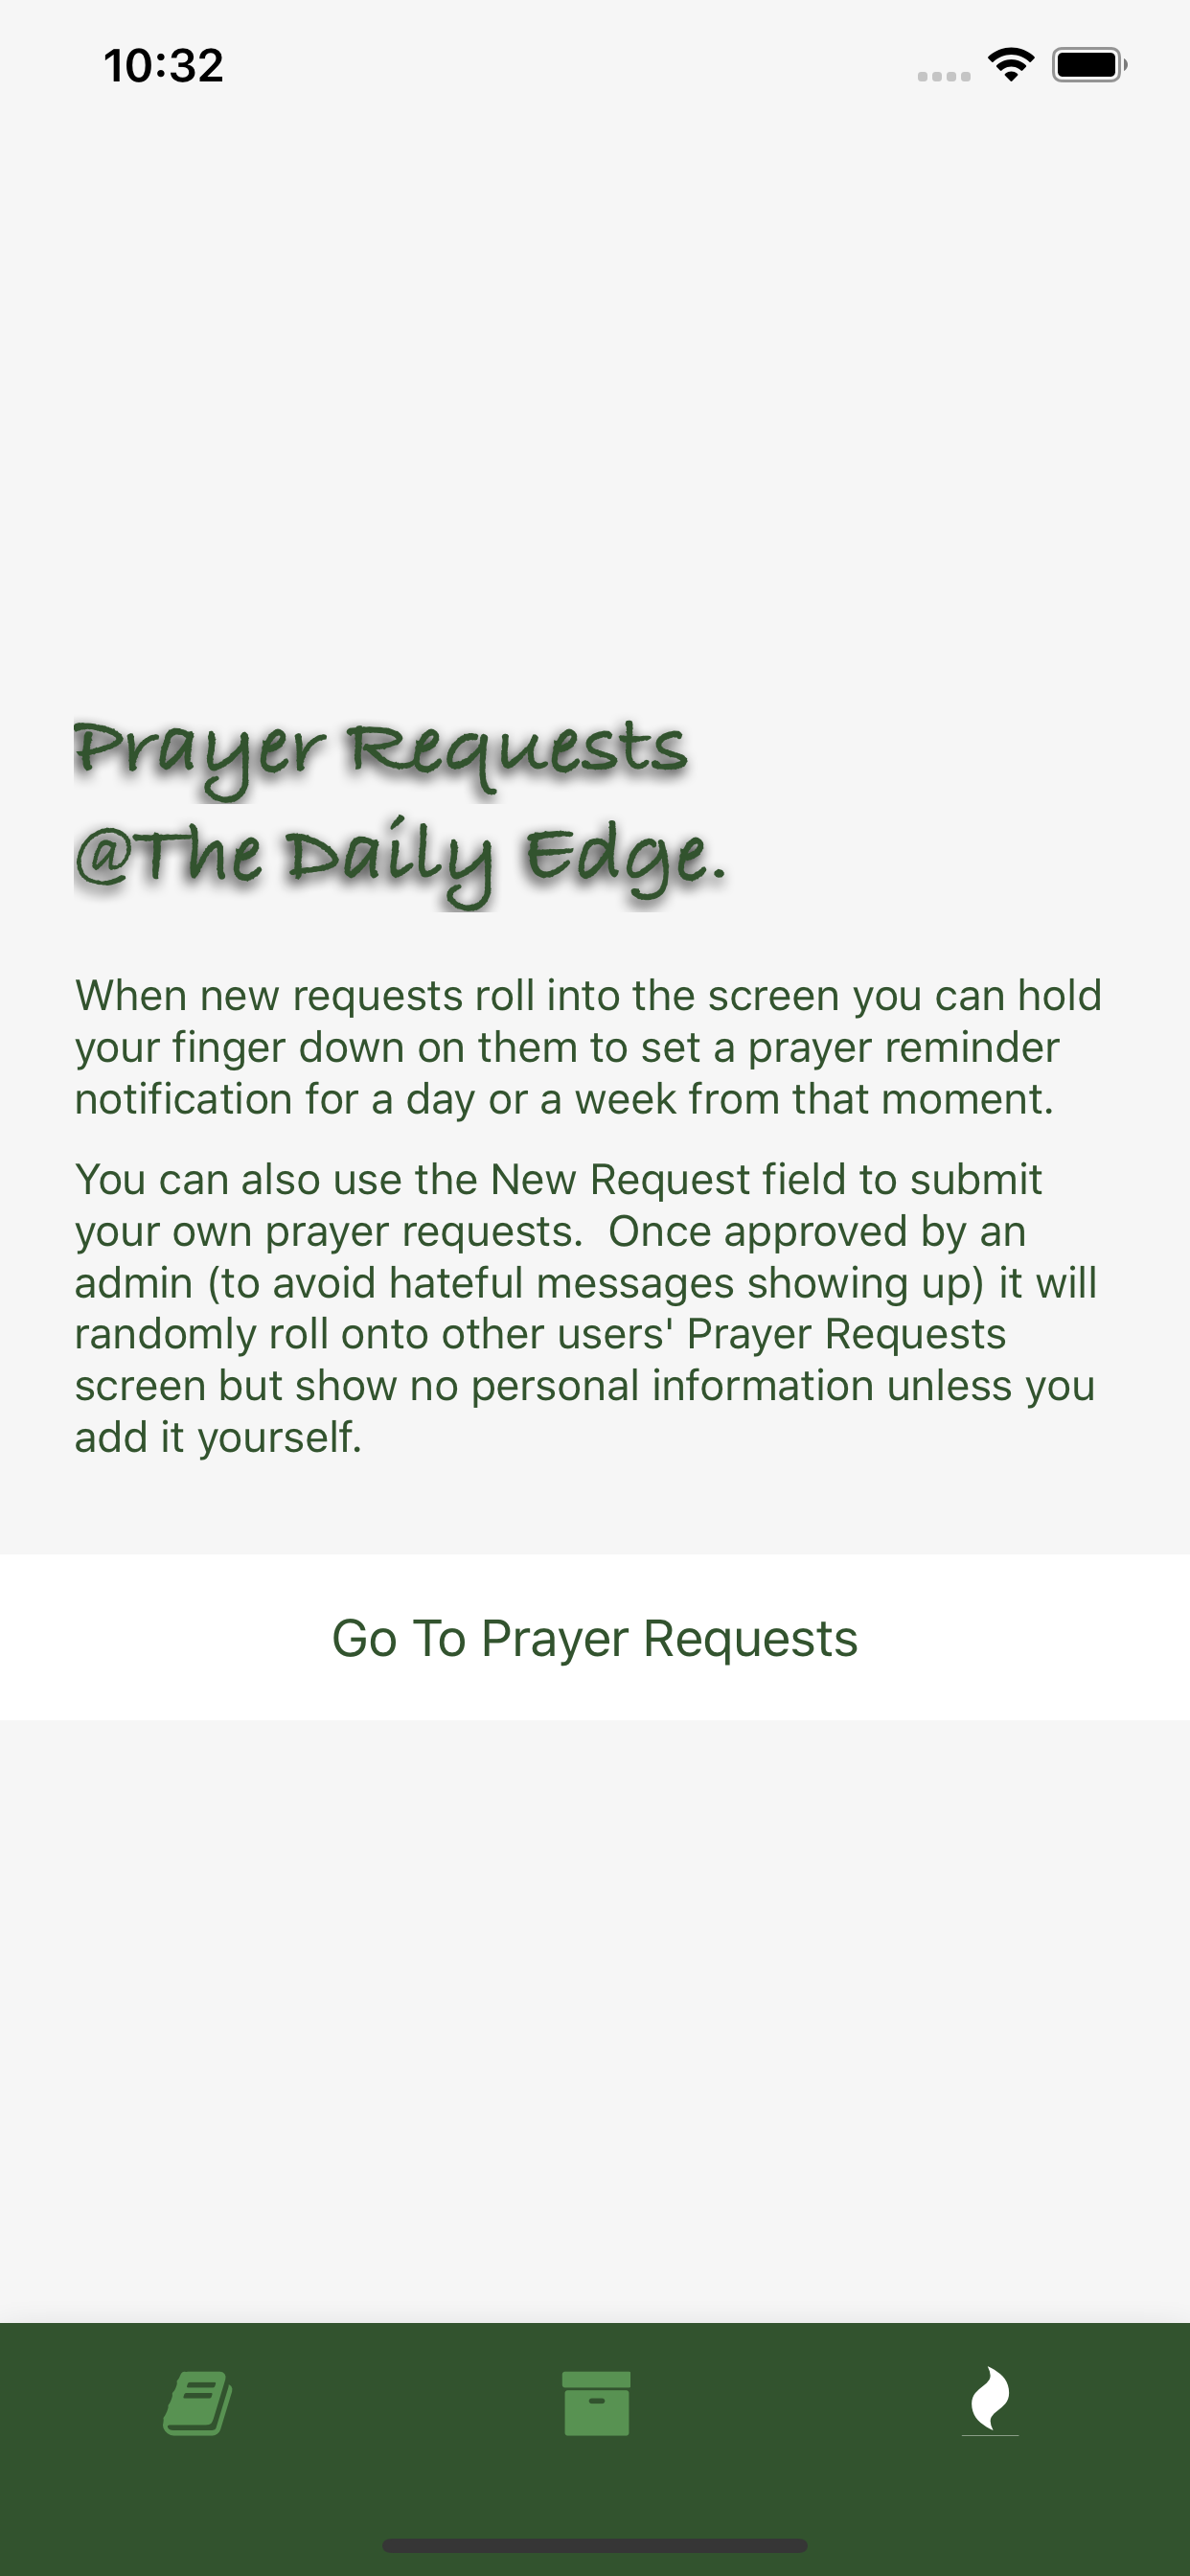 10:32
Prayer Requests
@The Daily Edge.
When new requests roll into the screen you can hold
your finger down on them to set a prayer reminder
notification for a day or a week from that moment.
You can also use the New Request field to submit
your own prayer requests.  Once approved by an
admin (to avoid hateful messages showing up) it will
randomly roll onto other users' Prayer Requests
screen but show no personal information unless you
add it yourself.
Go To Prayer Requests